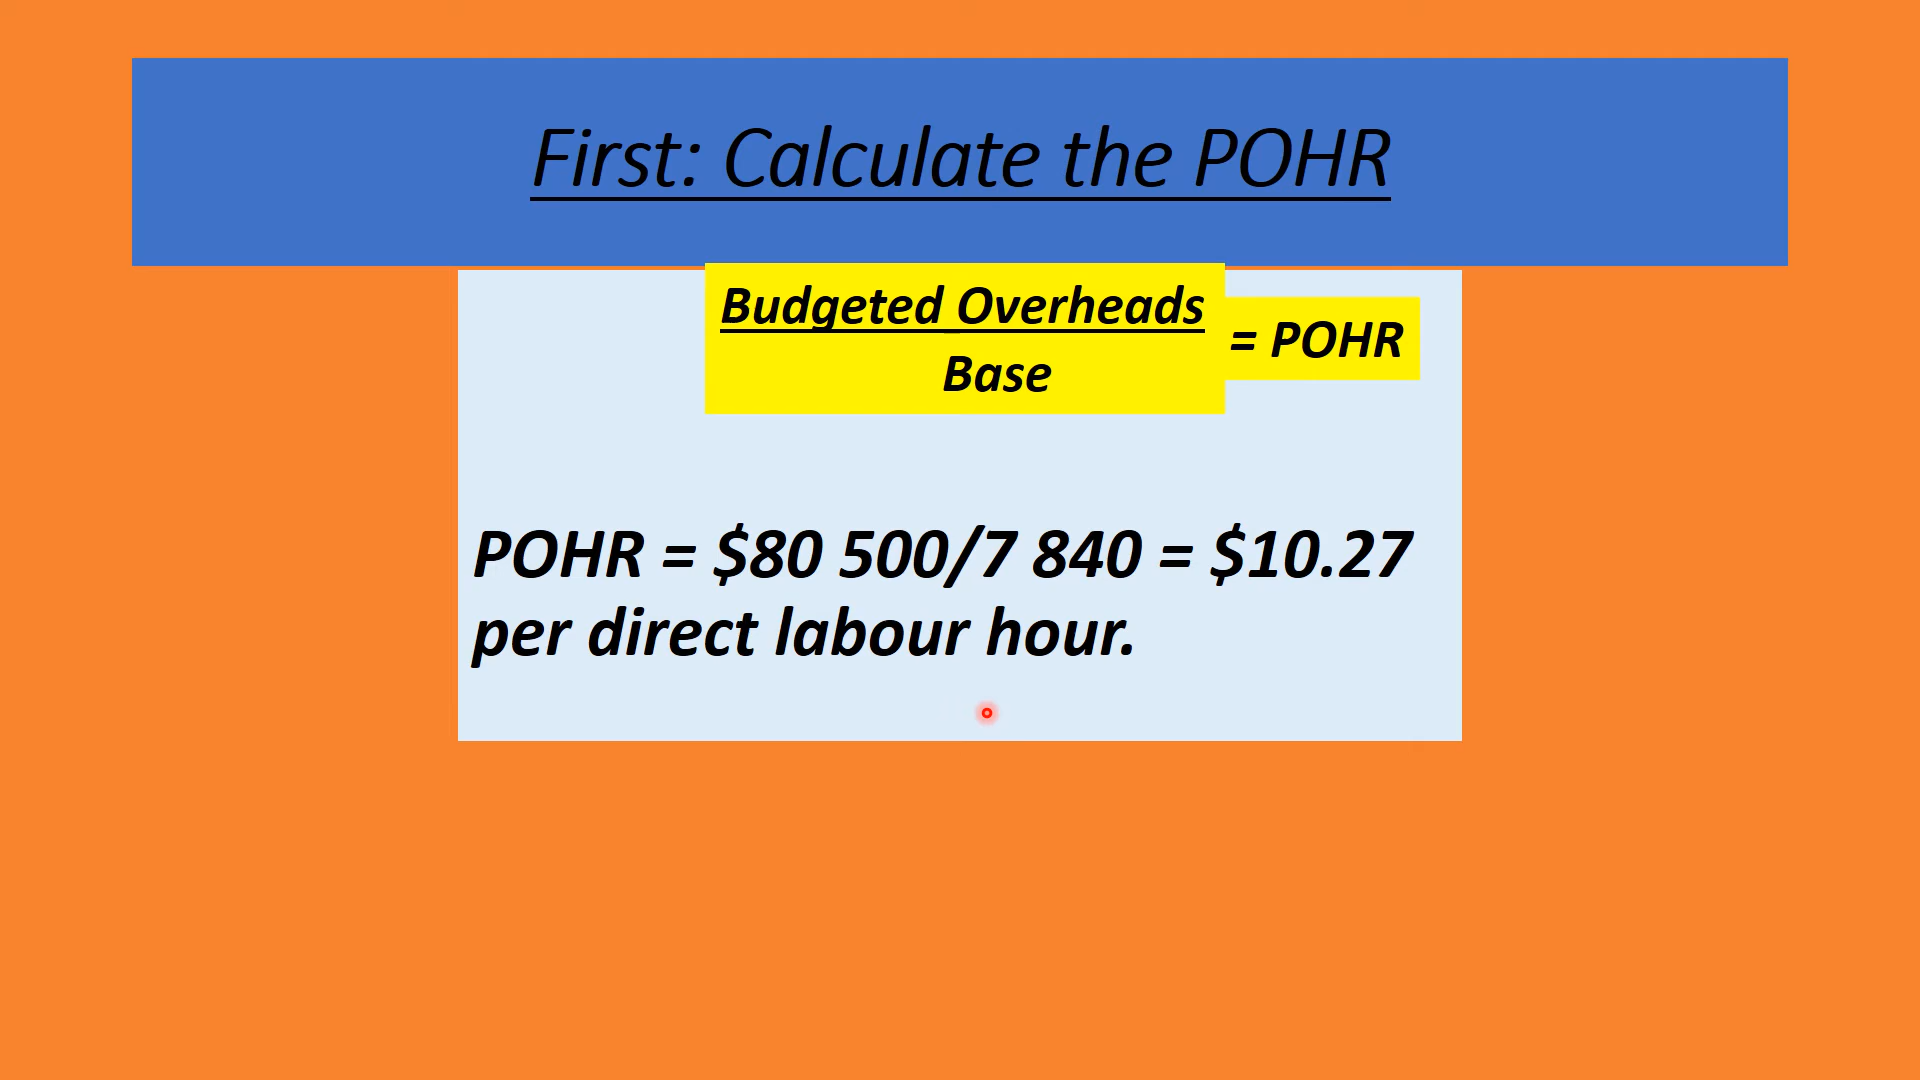 First: Calculate the POHR
Budgeted Overheads
= POHR
Base
POHR = $80 500/7 840 = $10.27
per direct labour hour.